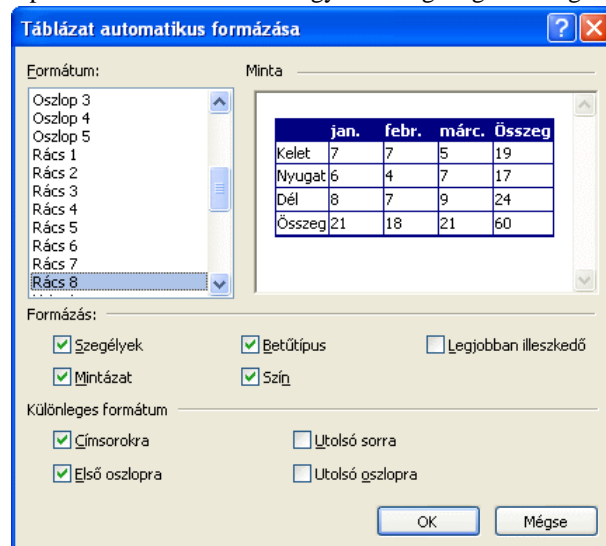 Táblázat automatikus formázása
Formátum:
Oszlop 3
Oszlop 4
Oszlop 5
Rács 1
Rács 2
Rács 3
Rács 4
Rács 5
Rács 6
Rács 7
Rács 8
Minta
jan. febr. márc. Összeg
Kelet 7 7 5 19
Nyugat 6 4 7 17
Dél 8 7 9 24
Összeg 21 18 21 60
Formázás:
Szegélyek Betűtípus Legjobban illeszkedő
Mintázat Szín
Különleges formátum
Címsorokra Utolsó sorra
Első oszlopra Utolsó oszlopra
OK Mégse